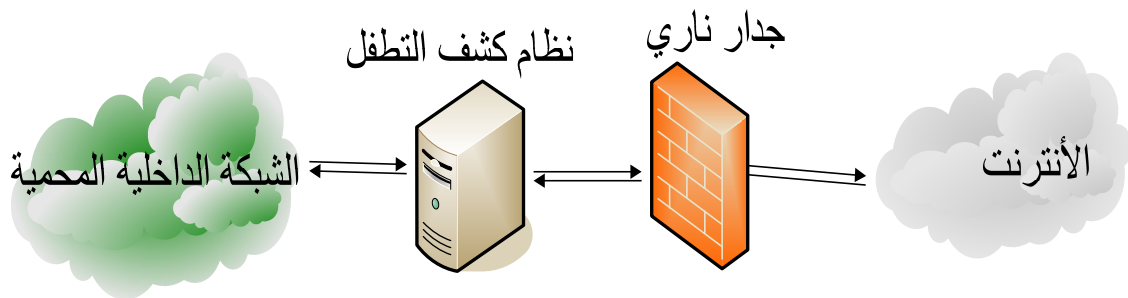 جدار ناري
نظام كشف التطفل
الأنترنت
الشبكة الداخلية المحمية